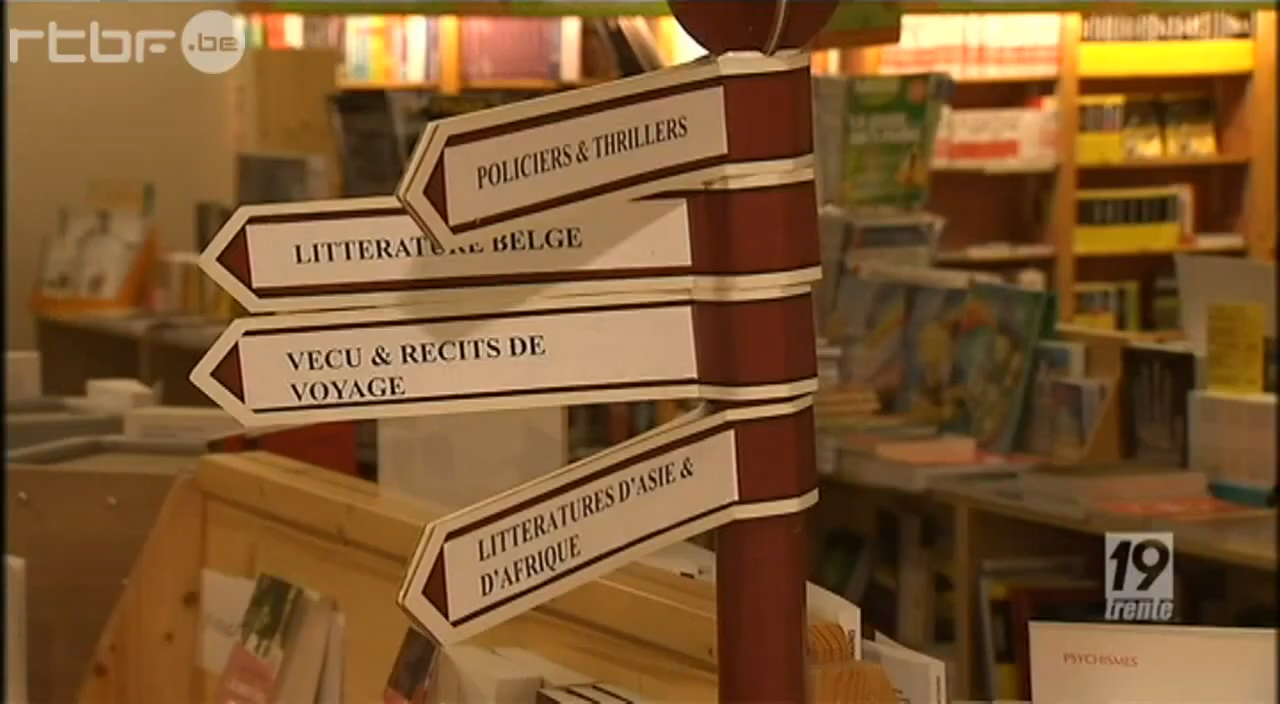 rtbf.be
POLICIERS & THRILLERS
LITTERATURE BELGE
VECU & RECITS DE
VOYAGE
LITTERATURES D'ASIE &
D'AFRIQUE
19
trente
PSYCHISMES